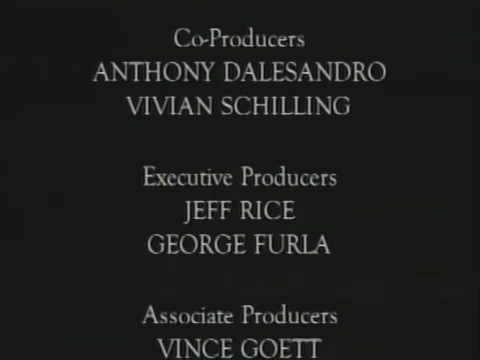 Co-Producers
ANTHONY DALESANDRO
VIVIAN SCHILLING
Executive Producers
JEFF RICE
GEORGE FURLA
Associate Producers
VINCE GOETT